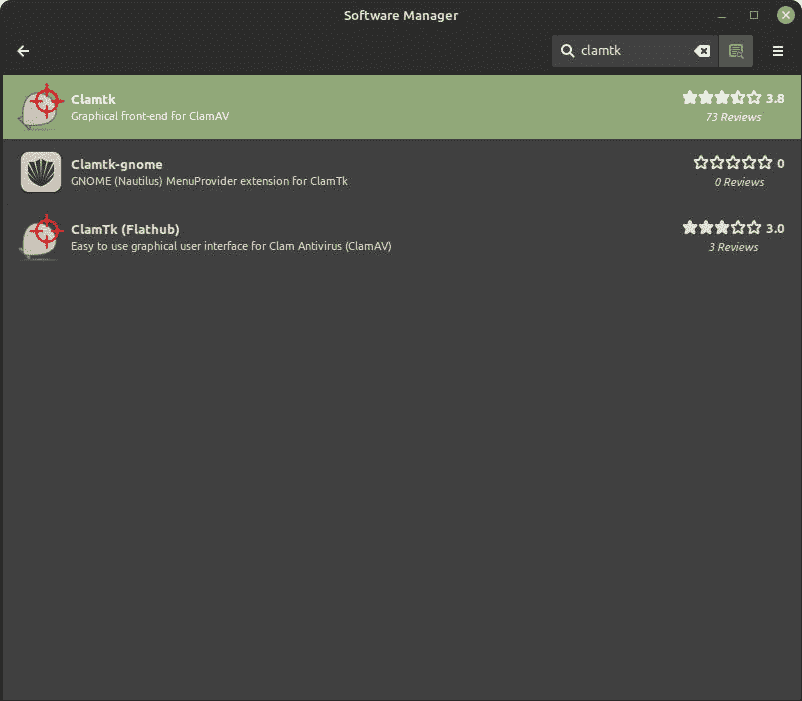 Software Manager
clamtk
Clamtk
3.8
Graphical front-end for ClamAV
73 Reviews
Clamtk-gnome
0
GNOME (Nautilus) MenuProvider extension for ClamTk
0 Reviews
ClamTk (Flathub)
3.0
Easy to use graphical user interface for Clam Antivirus (ClamAV)
3 Reviews